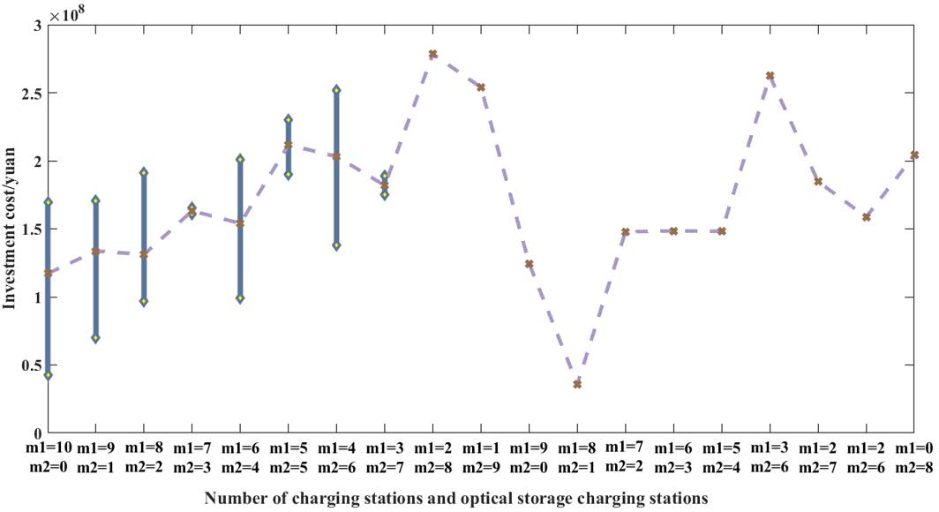 ×10⁸
3
2.5
2
1.5
1
0.5
0
Investment cost/yuan
m1=10 m1=9 m1=8 m1=7 m1=6 m1=5 m1=4 m1=3 m1=2 m1=1 m1=9 m1=8 m1=7 m1=6 m1=5 m1=3 m1=2 m1=2 m1=0
m2=0 m2=1 m2=2 m2=3 m2=4 m2=5 m2=6 m2=7 m2=8 m2=9 m2=0 m2=1 m2=2 m2=3 m2=4 m2=6 m2=7 m2=6 m2=8
Number of charging stations and optical storage charging stations